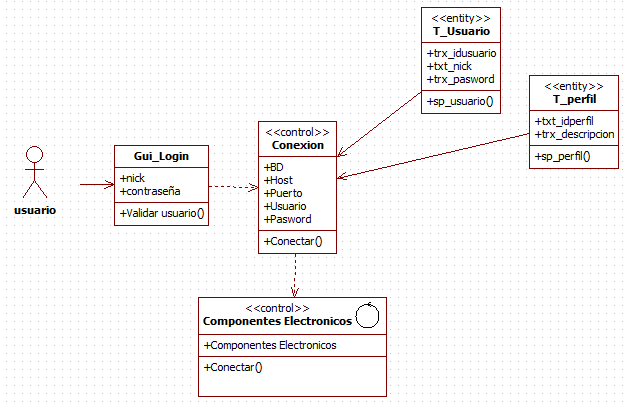 <<entity>>
T_Usuario
+trx_idusuario
+txt_nick
+trx_pasword
+sp_usuario()
<<entity>>
T_perfil
+txt_idperfil
+trx_descripcion
+sp_perfil()
usuario
Gui_Login
+nick
+contraseña
+Validar usuario()
<<control>>
Conexion
+BD
+Host
+Puerto
+Usuario
+Pasword
+Conectar()
<<control>>
Componentes Electronicos
+Componentes Electronicos
+Conectar()